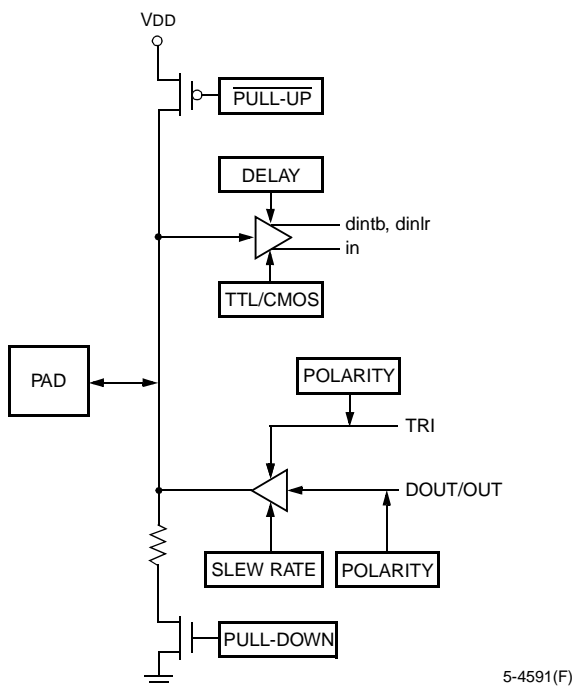 VDD
PULL-UP
DELAY
dintb, dinlr
in
TTL/CMOS
PAD
POLARITY
TRI
DOUT/OUT
SLEW RATE
POLARITY
PULL-DOWN
5-4591(F)